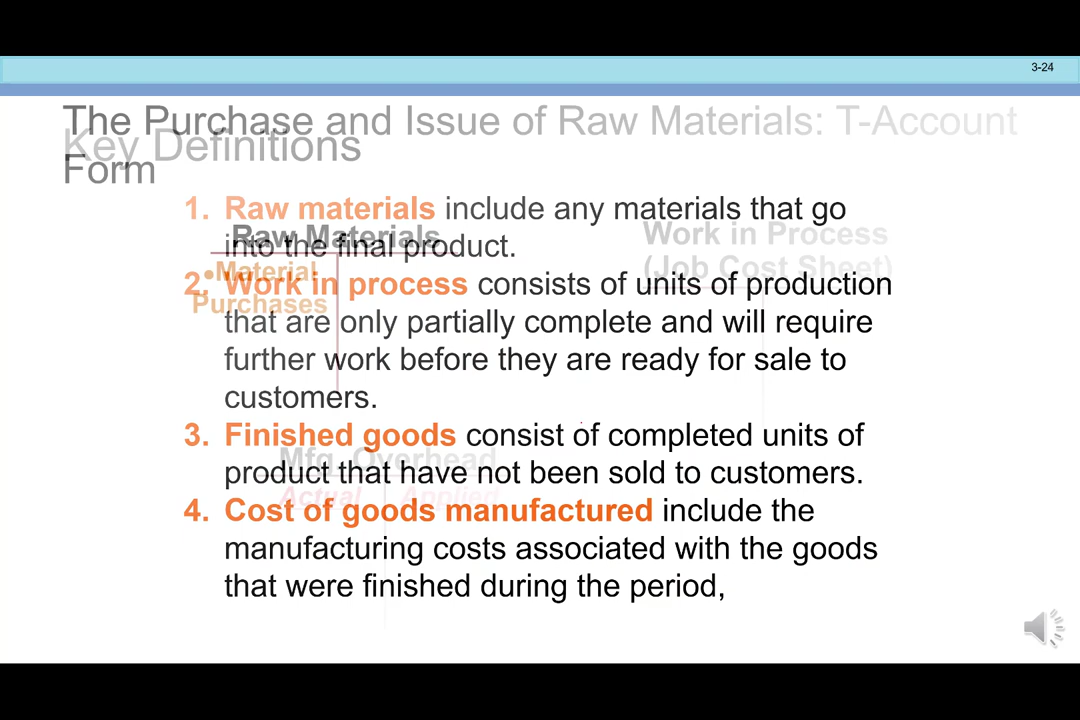 3-24
The Purchase and Issue of Raw Materials: T-Account
Form
Key Definitions
1. Raw materials include any materials that go
into the final product.
2. Work in process consists of units of production
that are only partially complete and will require
further work before they are ready for sale to
customers.
3. Finished goods consist of completed units of
product that have not been sold to customers.
4. Cost of goods manufactured include the
manufacturing costs associated with the goods
that were finished during the period,
Raw Materials
•Material
Purchases
Work in Process
(Job Cost Sheet)
Mfg. Overhead
Actual Applied